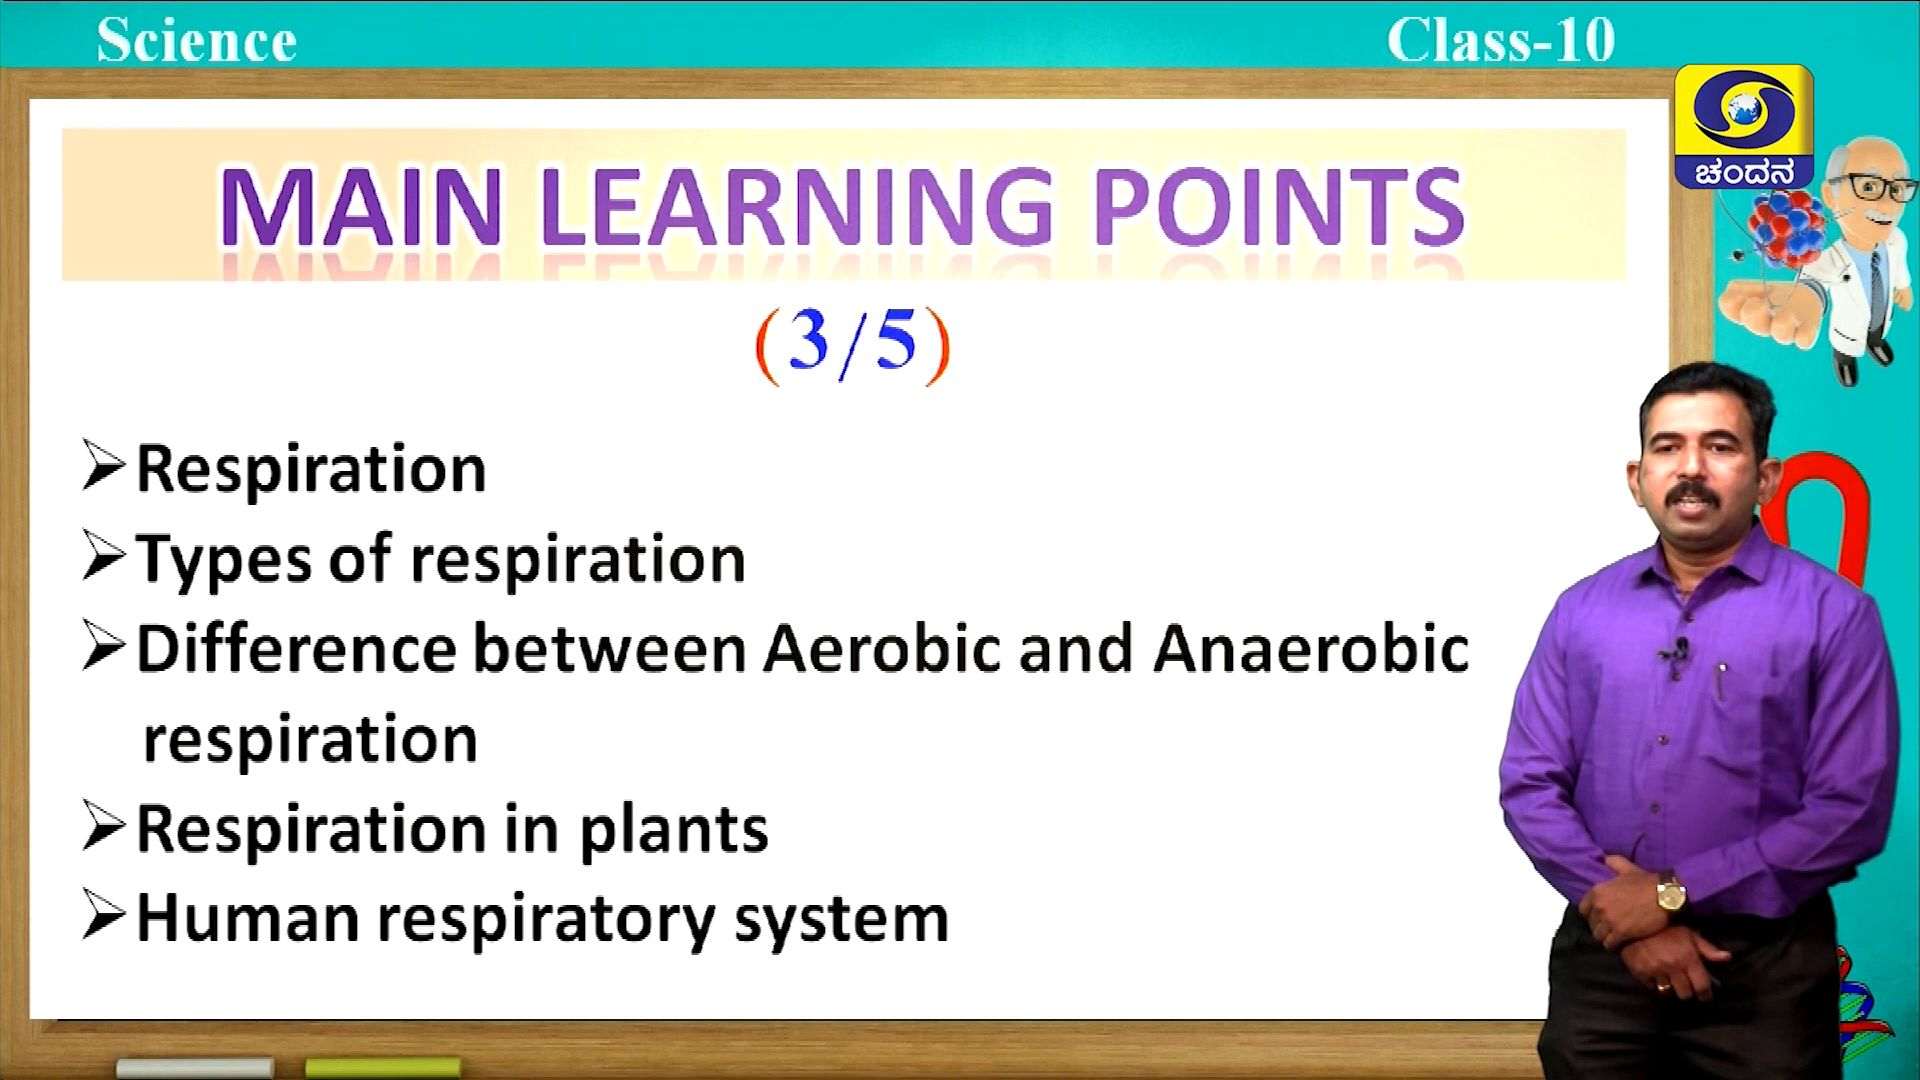 Science
Class-10
ಚಂದನ
MAIN LEARNING POINTS
(3/5)
➢Respiration
➢Types of respiration
➢Difference between Aerobic and Anaerobic
respiration
➢Respiration in plants
➢Human respiratory system